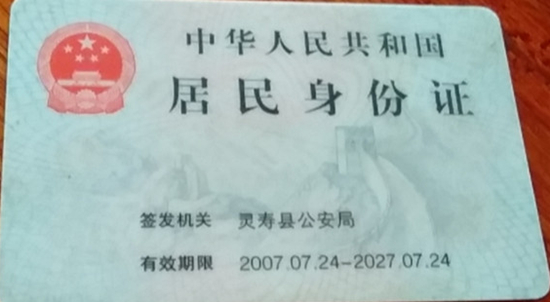 中华人民共和国
居民身份证
签发机关 灵寿县公安局
有效期限 2007.07.24-2027.07.24